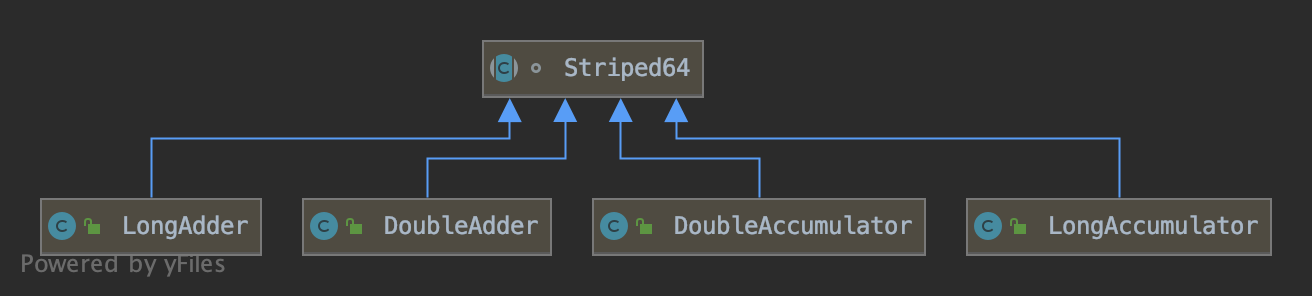 Striped64
LongAdder
DoubleAdder
DoubleAccumulator
LongAccumulator
Powered by yFiles